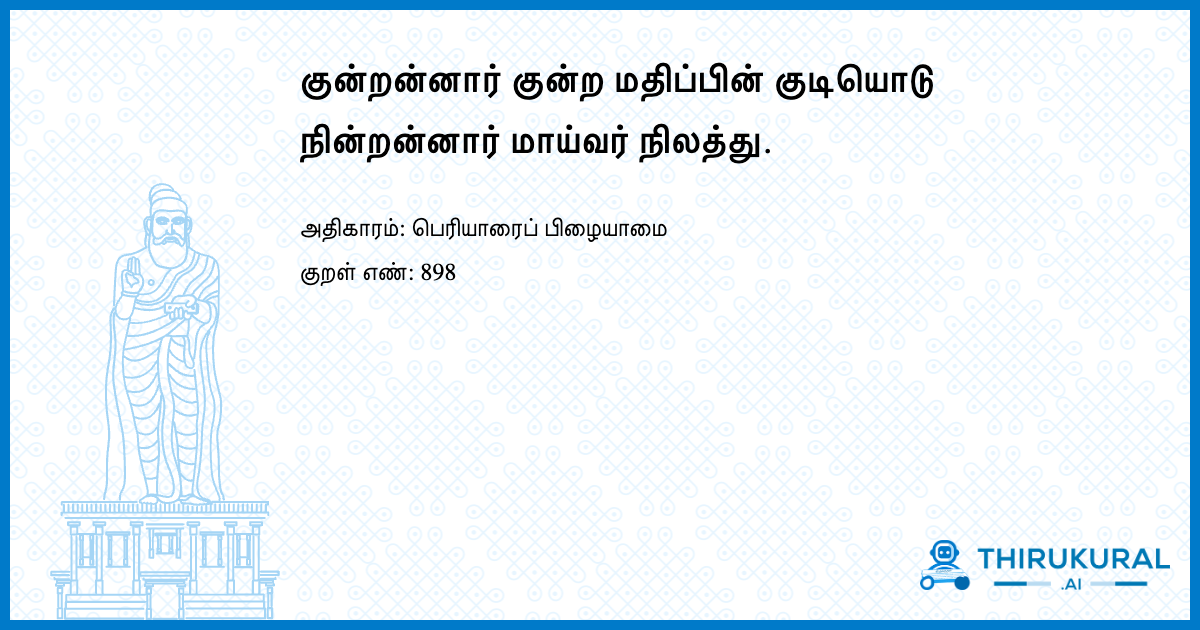 குன்றன்னார் குன்ற மதிப்பின் குடியொடு
நின்றன்னார் மாய்வர் நிலத்து.
அதிகாரம்: பெரியாரைப் பிழையாமை
குறள் எண்: 898
THIRUKURAL
.AI